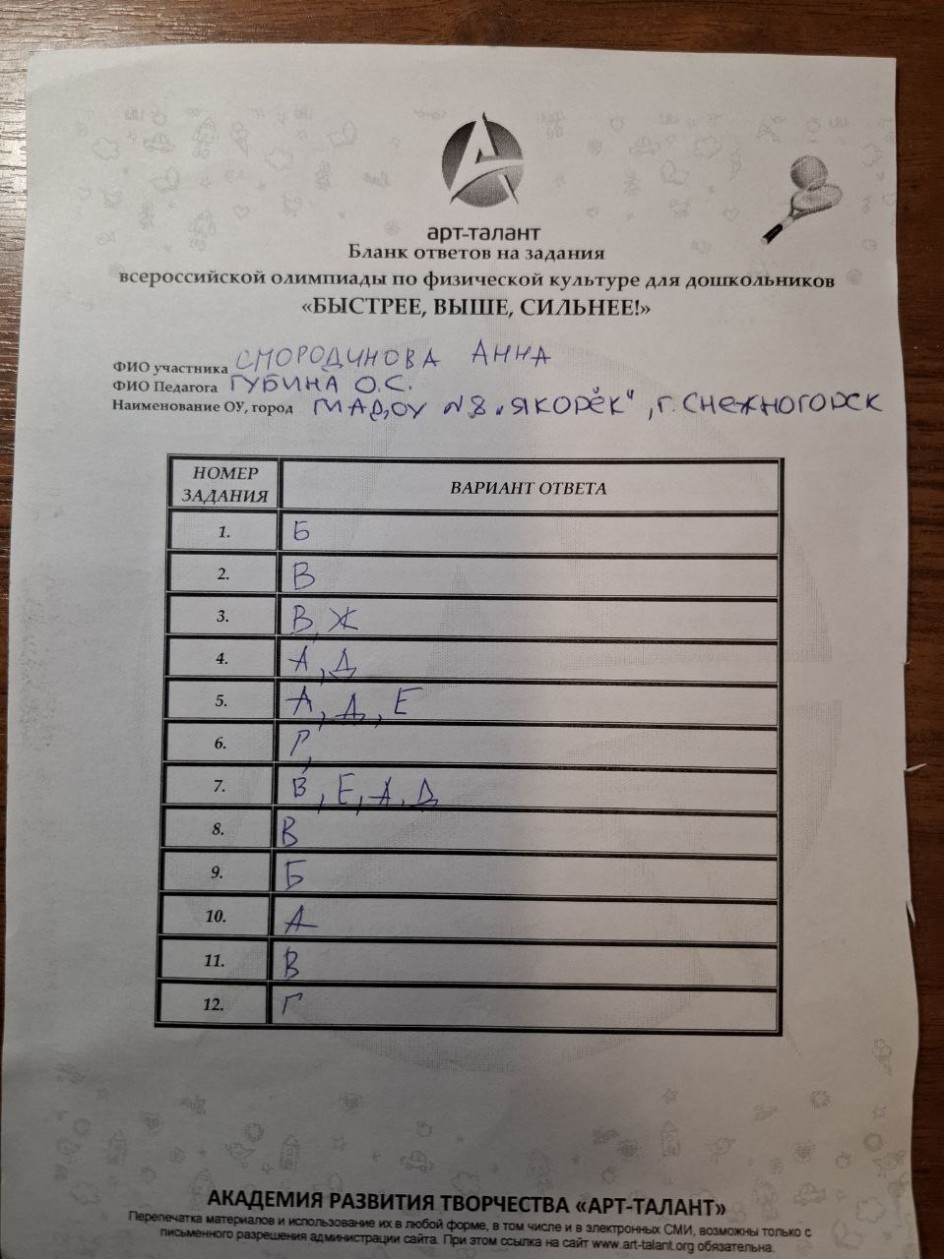 арт-талант
Бланк ответов на задания
всероссийской олимпиады по физической культуре для дошкольников
«БЫСТРЕЕ, ВЫШЕ, СИЛЬНЕЕ!»
ФИО участника СМОРОДИНОВА АННА
ФИО Педагога ГУБИНА О.С.
Наименование ОУ, город МАДОУ №8 „ЯКОРЁК", г. СНЕЖНОГОРСК
НОМЕР ЗАДАНИЯ ВАРИАНТ ОТВЕТА
1. Б
2. В
3. В, Ж
4. А, Д
5. А, Д, Е
6. Г,
7. В, Е, А, Д
8. В
9. Б
10. А
11. В
12. Г
АКАДЕМИЯ РАЗВИТИЯ ТВОРЧЕСТВА «АРТ-ТАЛАНТ»
Перепечатка материалов и использование их в любой форме, в том числе и в электронных СМИ, возможны только с
письменного разрешения администрации сайта. При этом ссылка на сайт www.art-talant.org обязательна.